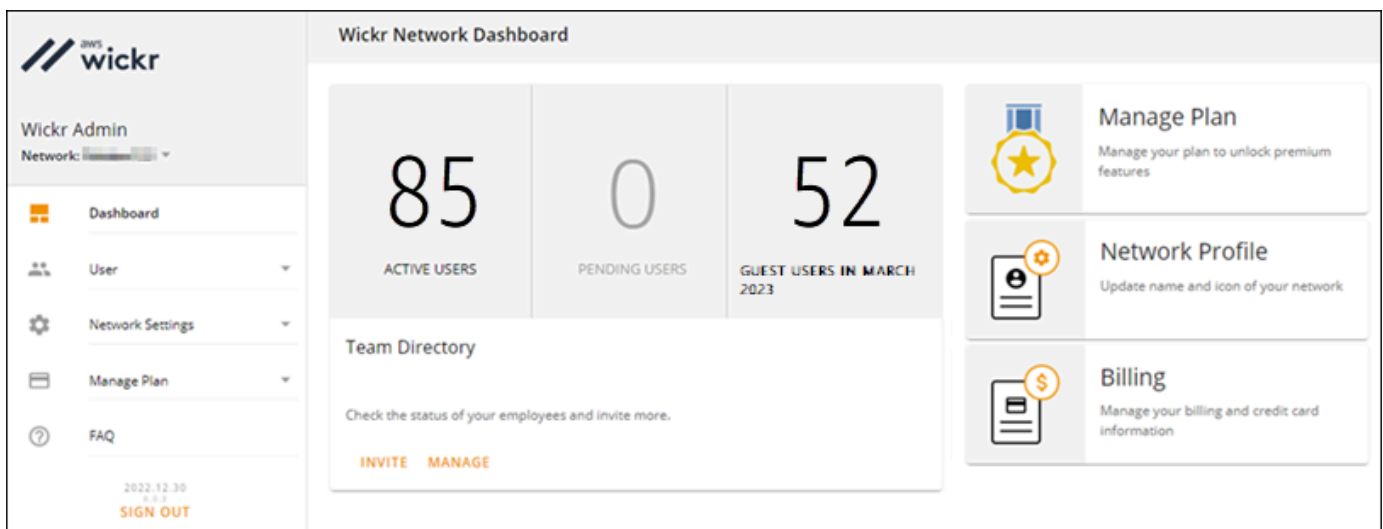 aws
wickr
Wickr Admin
Network:
Dashboard
User
Network Settings
Manage Plan
FAQ
2022.12.30
SIGN OUT
Wickr Network Dashboard
85
ACTIVE USERS
0
PENDING USERS
52
GUEST USERS IN MARCH
2023
Team Directory
Check the status of your employees and invite more.
INVITE MANAGE
Manage Plan
Manage your plan to unlock premium
features
Network Profile
Update name and icon of your network
$
Billing
Manage your billing and credit card
information